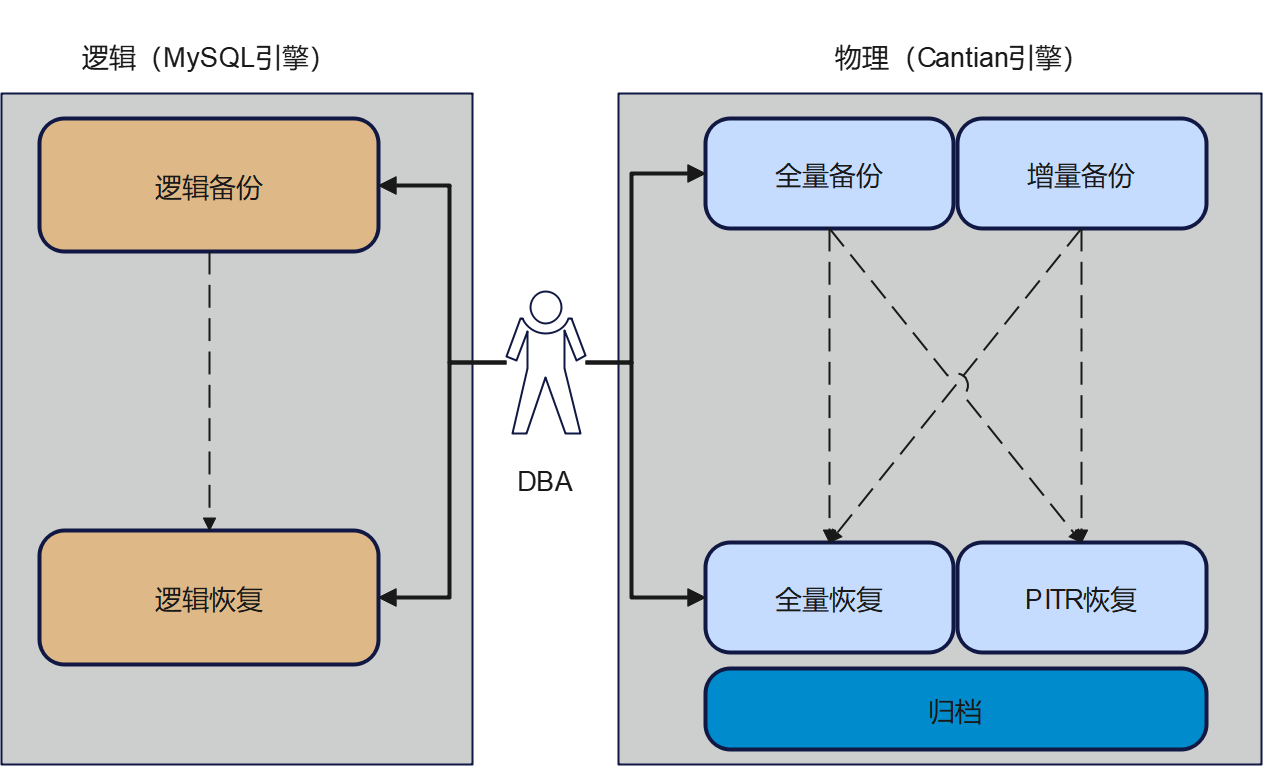 逻辑（MySQL引擎）
物理（Cantian引擎）
逻辑备份
全量备份
增量备份
DBA
逻辑恢复
全量恢复
PITR恢复
归档